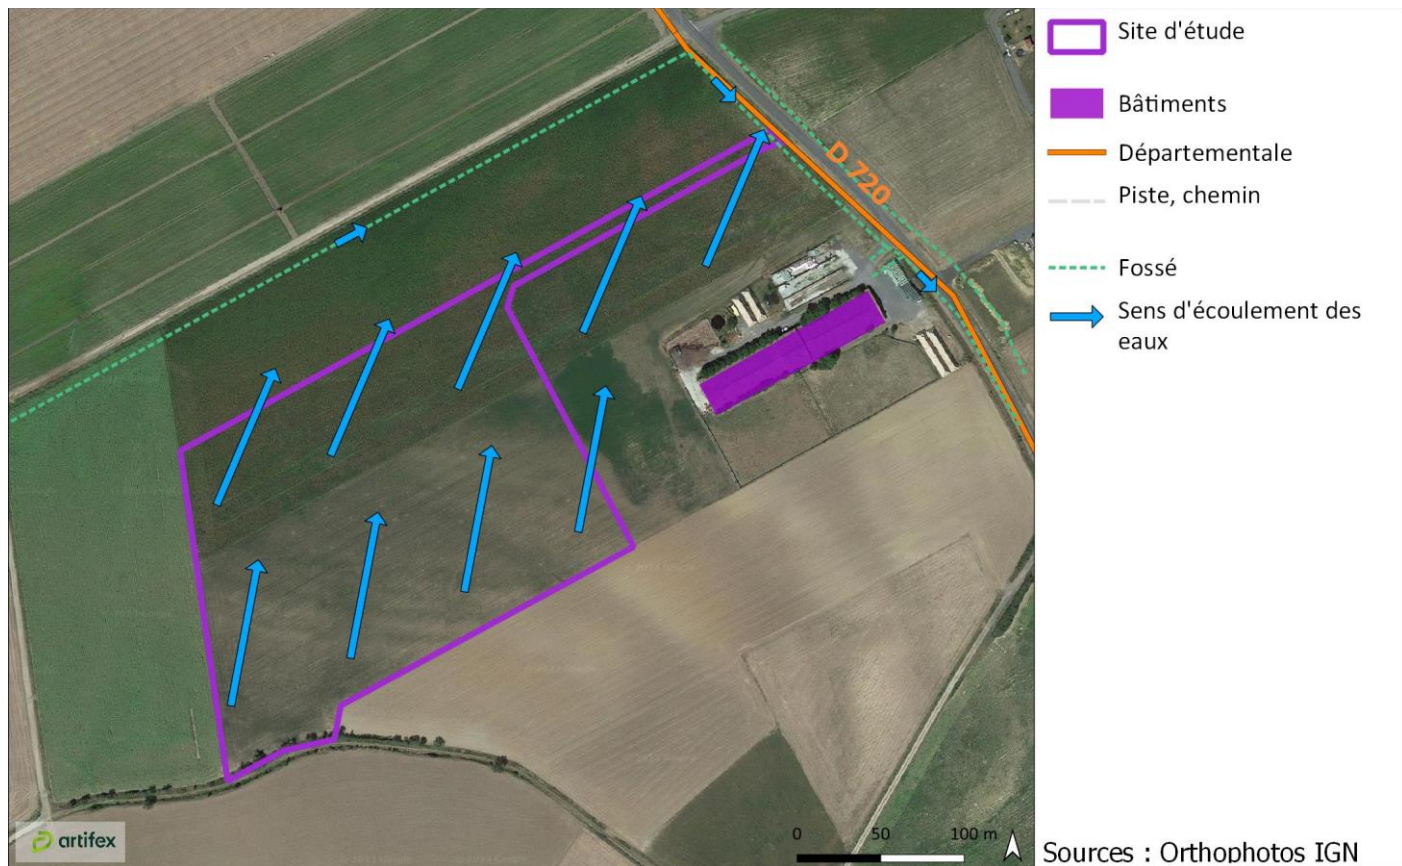 D 720
artifex
0 50 100 m
Site d'étude
Bâtiments
Départementale
Piste, chemin
Fossé
Sens d'écoulement des
eaux
Sources : Orthophotos IGN